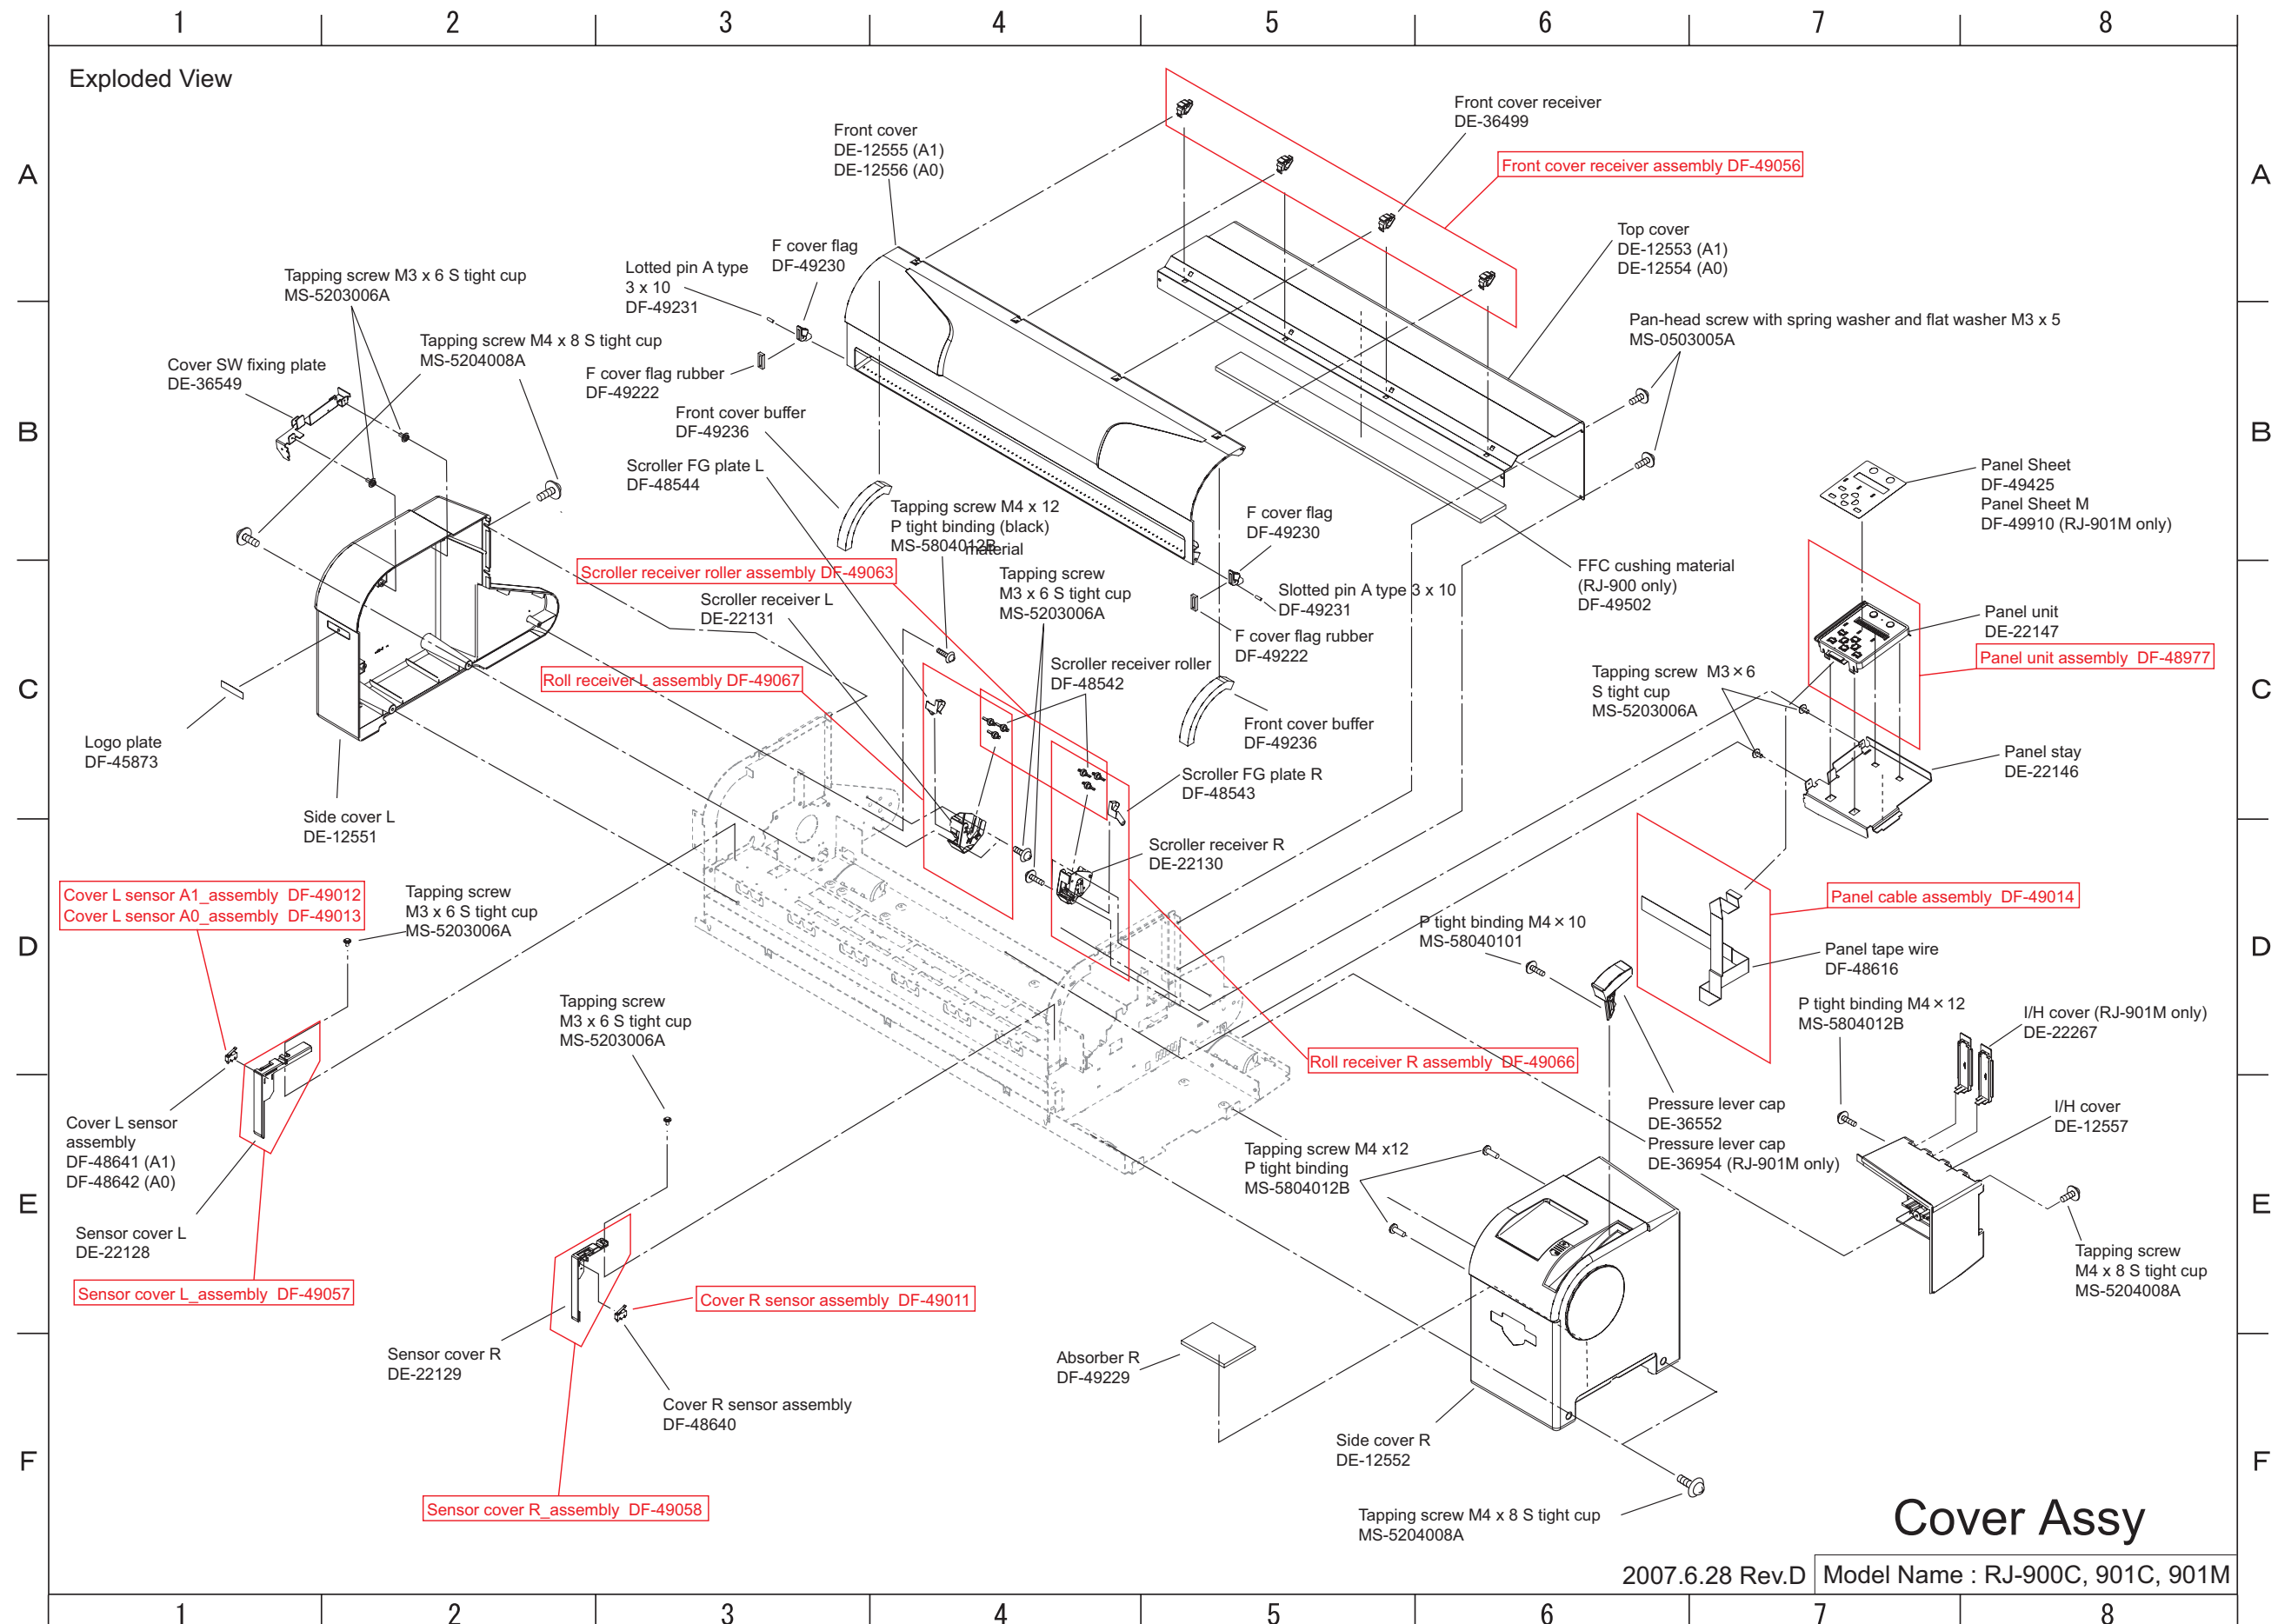 1 2 3 4 5 6 7 8
Exploded View
A
A
B
B
C
C
D
D
E
E
F
F
Front cover
DE-12555 (A1)
DE-12556 (A0)
Front cover receiver
DE-36499
Front cover receiver assembly DF-49056
Top cover
DE-12553 (A1)
DE-12554 (A0)
F cover flag
DF-49230
Lotted pin A type
3 x 10
DF-49231
Tapping screw M3 x 6 S tight cup
MS-5203006A
Tapping screw M4 x 8 S tight cup
MS-5204008A
Cover SW fixing plate
DE-36549
F cover flag rubber
DF-49222
Front cover buffer
DF-49236
Scroller FG plate L
DF-48544
Pan-head screw with spring washer and flat washer M3 x 5
MS-0503005A
Panel Sheet
DF-49425
Panel Sheet M
DF-49910 (RJ-901M only)
Tapping screw M4 x 12
P tight binding (black)
MS-5804012B
material
F cover flag
DF-49230
FFC cushing material
(RJ-900 only)
DF-49502
Scroller receiver roller assembly DF-49063
Tapping screw
M3 x 6 S tight cup
MS-5203006A
Slotted pin A type 3 x 10
DF-49231
Scroller receiver L
DE-22131
F cover flag rubber
DF-49222
Panel unit
DE-22147
Panel unit assembly DF-48977
Roll receiver L assembly DF-49067
Scroller receiver roller
DF-48542
Tapping screw M3×6
S tight cup
MS-5203006A
Front cover buffer
DF-49236
Logo plate
DF-45873
Panel stay
DE-22146
Scroller FG plate R
DF-48543
Side cover L
DE-12551
Scroller receiver R
DE-22130
Cover L sensor A1_assembly DF-49012
Cover L sensor A0_assembly DF-49013
Tapping screw
M3 x 6 S tight cup
MS-5203006A
Panel cable assembly DF-49014
P tight binding M4×10
MS-58040101
Panel tape wire
DF-48616
Tapping screw
M3 x 6 S tight cup
MS-5203006A
P tight binding M4×12
MS-5804012B
I/H cover (RJ-901M only)
DE-22267
Roll receiver R assembly DF-49066
Cover L sensor
assembly
DF-48641 (A1)
DF-48642 (A0)
Pressure lever cap
DE-36552
Pressure lever cap
DE-36954 (RJ-901M only)
I/H cover
DE-12557
Tapping screw M4 x12
P tight binding
MS-5804012B
Sensor cover L
DE-22128
Tapping screw
M4 x 8 S tight cup
MS-5204008A
Sensor cover L_assembly DF-49057
Cover R sensor assembly DF-49011
Sensor cover R
DE-22129
Absorber R
DF-49229
Cover R sensor assembly
DF-48640
Side cover R
DE-12552
Sensor cover R_assembly DF-49058
Tapping screw M4 x 8 S tight cup
MS-5204008A
Cover Assy
2007.6.28 Rev.D Model Name : RJ-900C, 901C, 901M
1 2 3 4 5 6 7 8